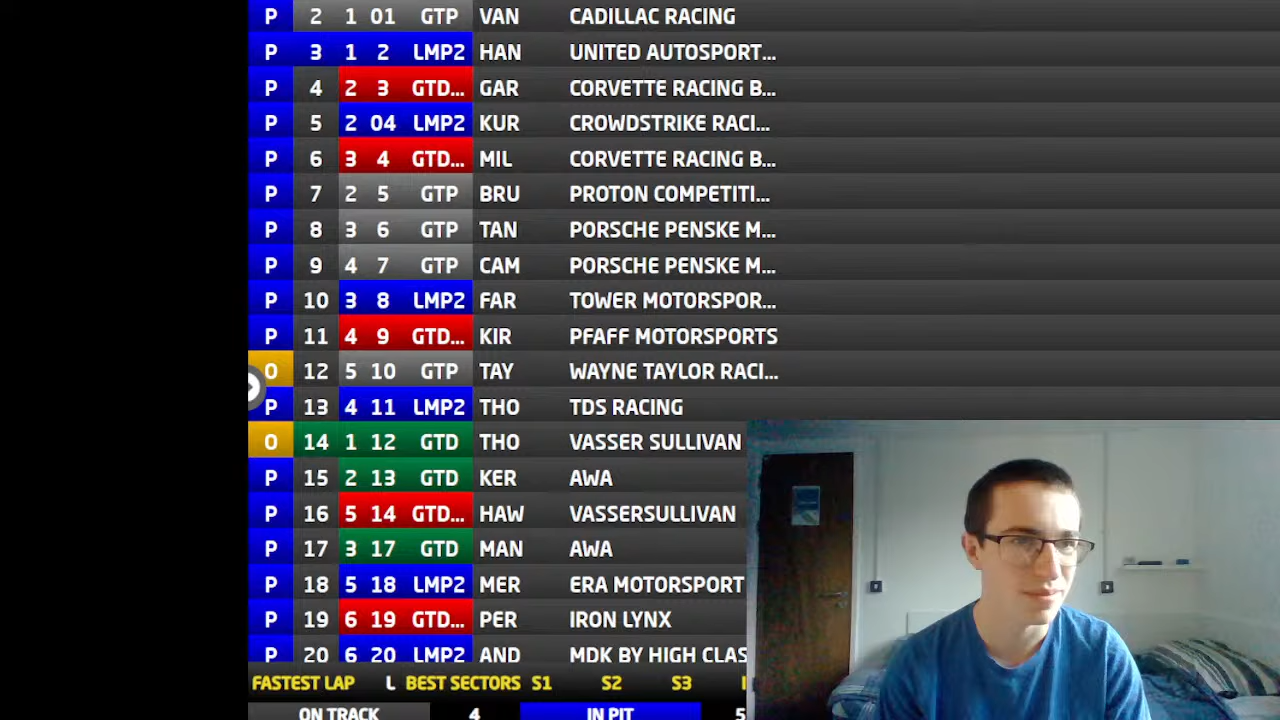 P 2 1 01 GTP VAN CADILLAC RACING
P 3 1 2 LMP2 HAN UNITED AUTOSPORT...
P 4 2 3 GTD... GAR CORVETTE RACING B...
P 5 2 04 LMP2 KUR CROWDSTRIKE RACI...
P 6 3 4 GTD... MIL CORVETTE RACING B...
P 7 2 5 GTP BRU PROTON COMPETITI...
P 8 3 6 GTP TAN PORSCHE PENSKE M...
P 9 4 7 GTP CAM PORSCHE PENSKE M...
P 10 3 8 LMP2 FAR TOWER MOTORSPOR...
P 11 4 9 GTD... KIR PFAFF MOTORSPORTS
O 12 5 10 GTP TAY WAYNE TAYLOR RACI...
P 13 4 11 LMP2 THO TDS RACING
O 14 1 12 GTD THO VASSER SULLIVAN
P 15 2 13 GTD KER AWA
P 16 5 14 GTD... HAW VASSERSULLIVAN
P 17 3 17 GTD MAN AWA
P 18 5 18 LMP2 MER ERA MOTORSPORT
P 19 6 19 GTD... PER IRON LYNX
P 20 6 20 LMP2 AND MDK BY HIGH CLAS
FASTEST LAP L BEST SECTORS S1 S2 S3
ON TRACK 4 IN PIT 5